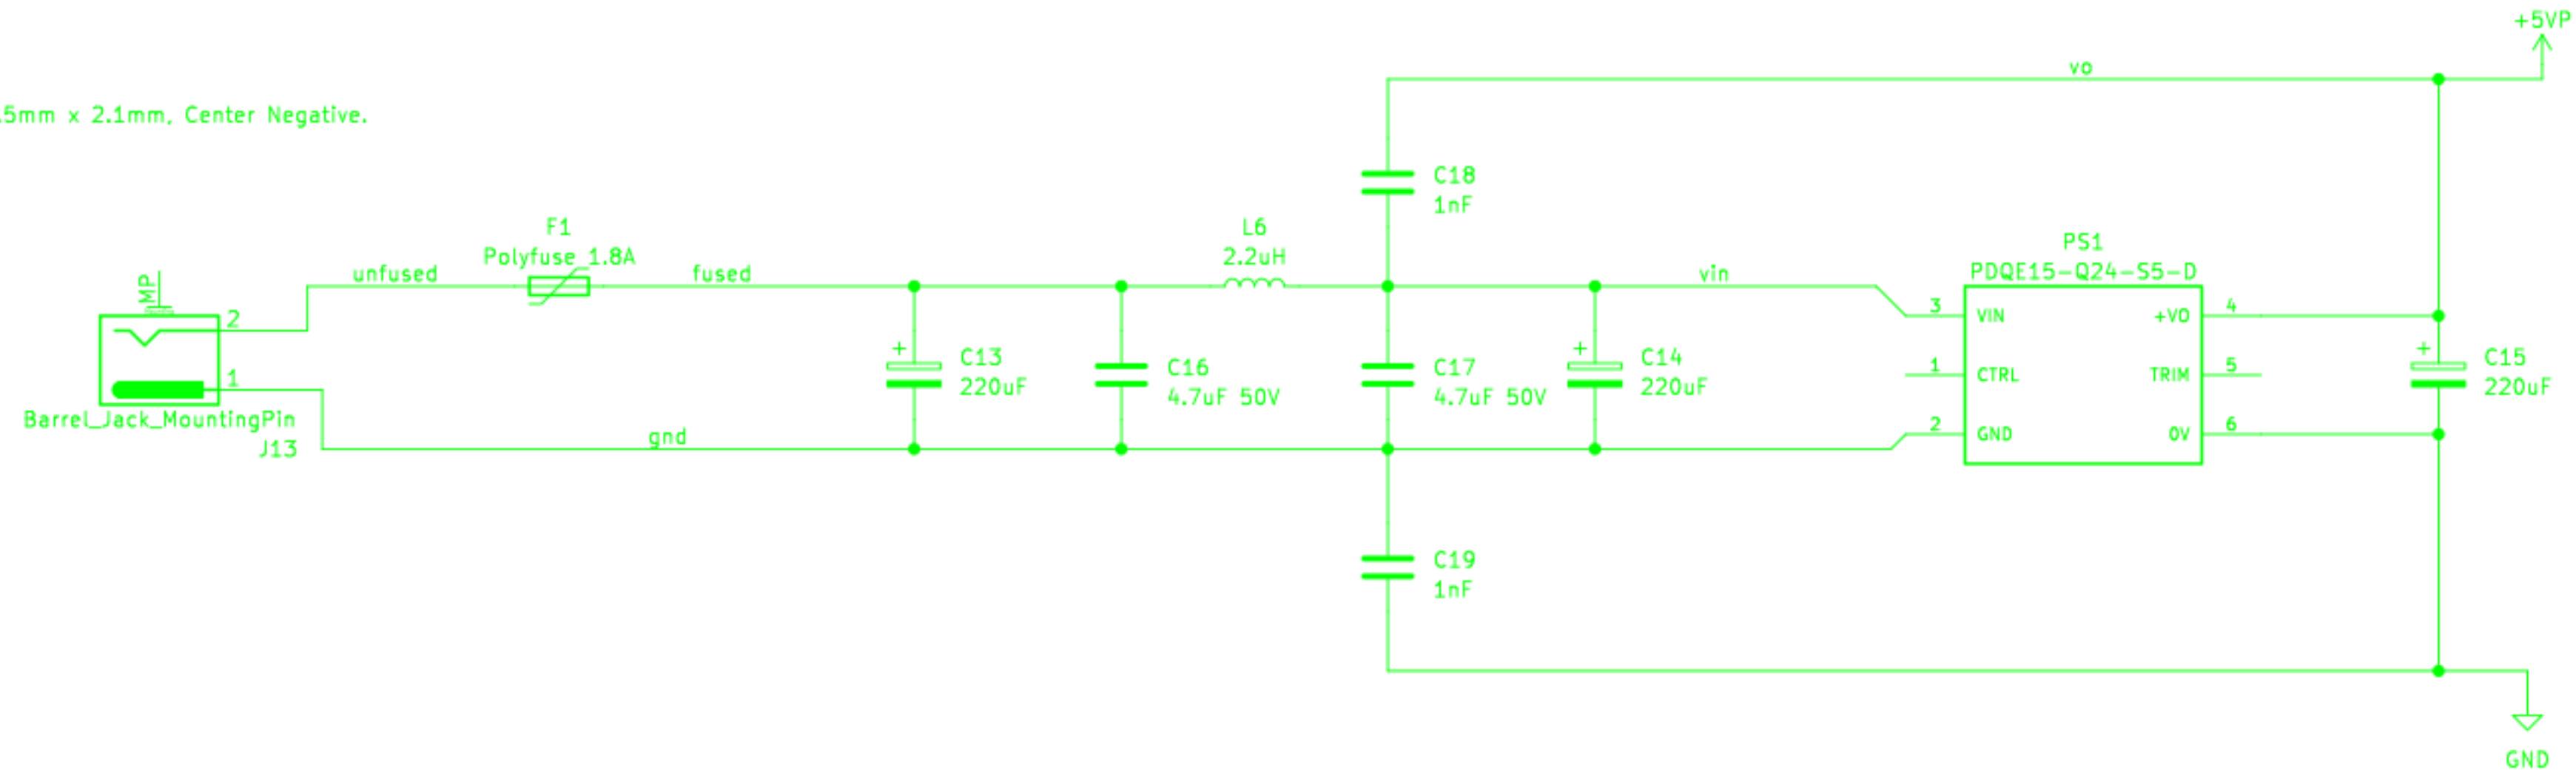 +5VP
vo
.5mm x 2.1mm, Center Negative.
C18
1nF
F1
Polyfuse 1.8A
L6
2.2uH
PS1
PDQE15-Q24-S5-D
MP
unfused
fused
vin
2
1
3
VIN
+VO
4
1
CTRL
TRIM
5
2
GND
0V
6
+
C13
220uF
C16
4.7uF 50V
C17
4.7uF 50V
+
C14
220uF
+
C15
220uF
Barrel_Jack_MountingPin
J13
gnd
C19
1nF
GND